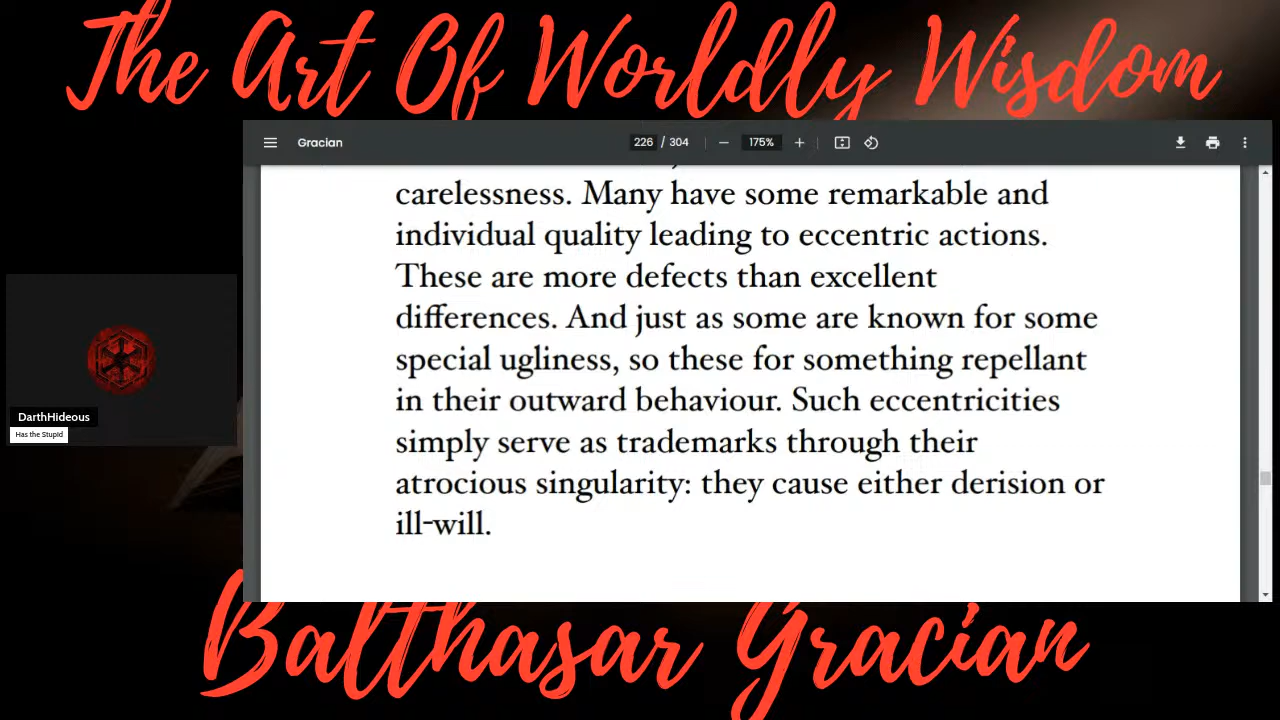 The Art Of Worldly Wisdom
Gracian
226 / 304
175%
carelessness. Many have some remarkable and
individual quality leading to eccentric actions.
These are more defects than excellent
differences. And just as some are known for some
special ugliness, so these for something repellant
in their outward behaviour. Such eccentricities
simply serve as trademarks through their
atrocious singularity: they cause either derision or
ill-will.
DarthHideous
Has the Stupid
Balthasar Gracian